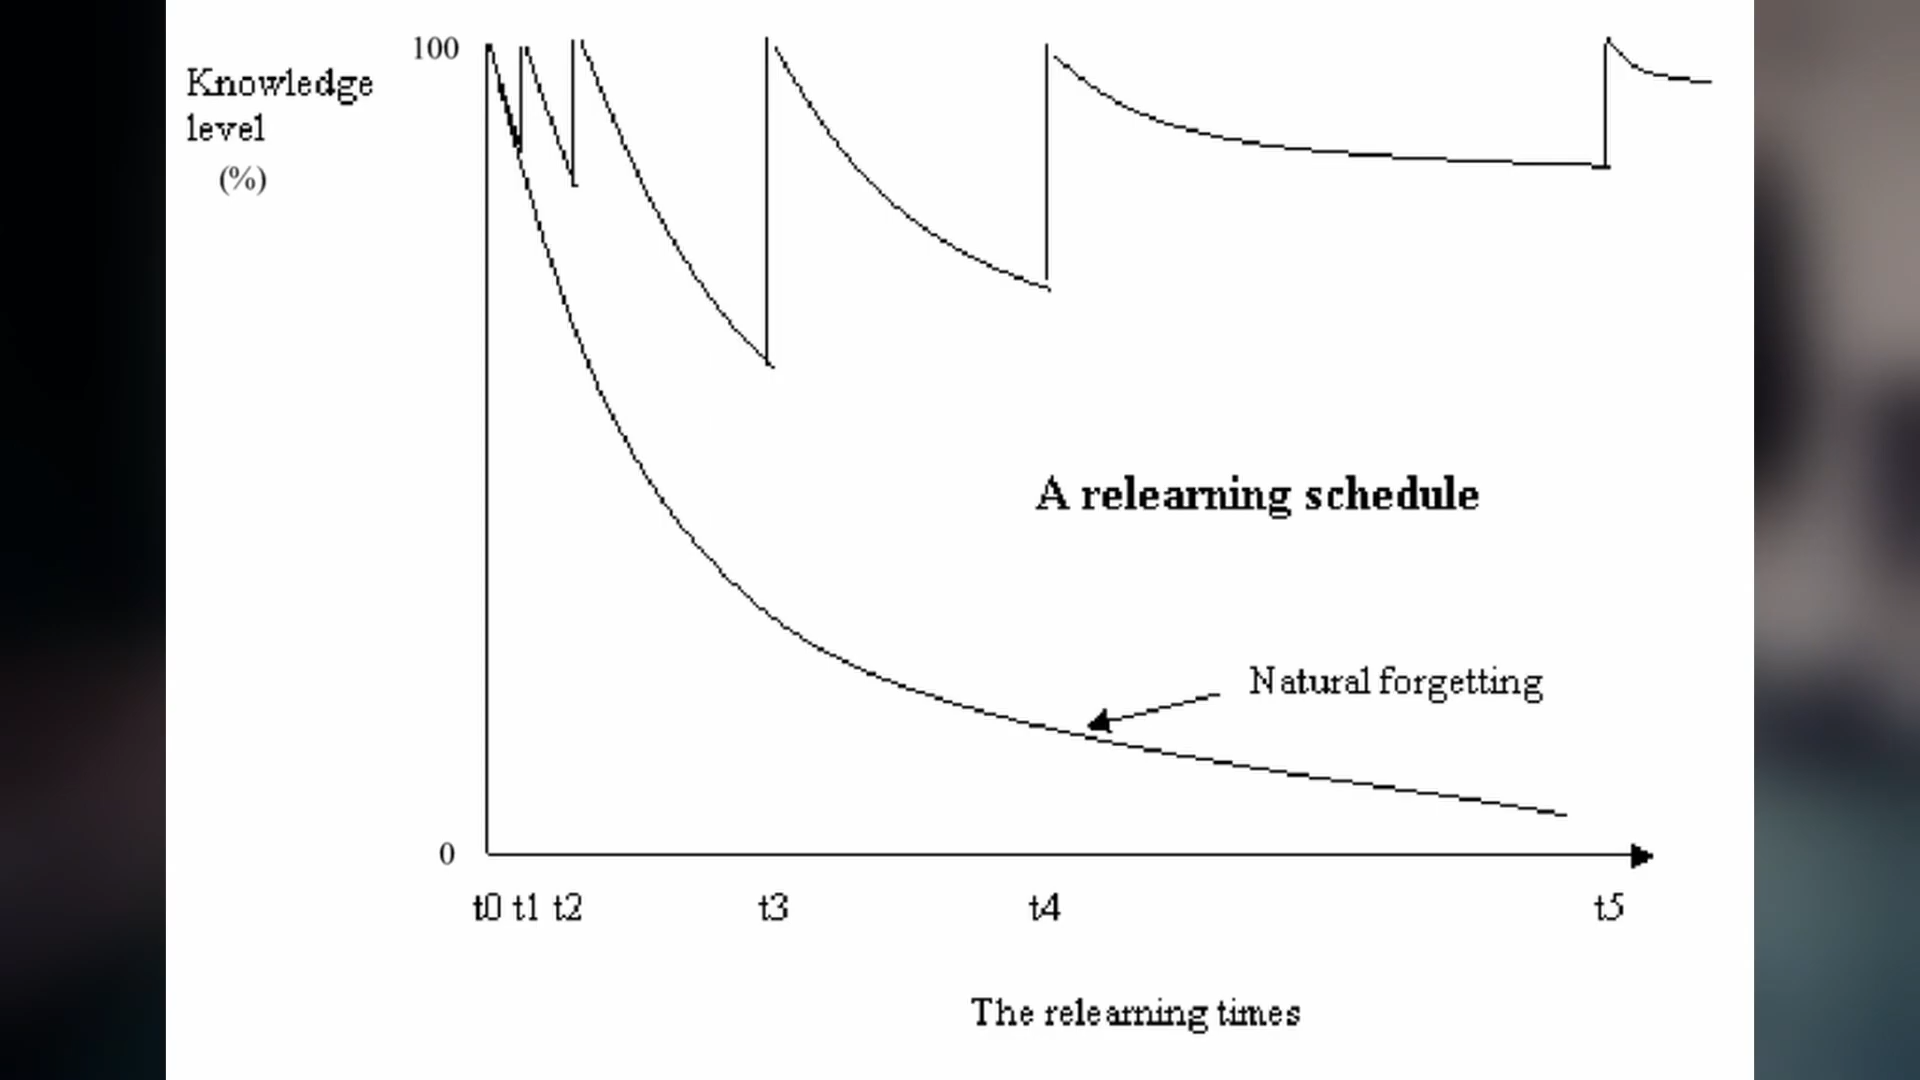 100
Knowledge
level
(%)
A relearning schedule
Natural forgetting
0
t0 t1 t2 t3 t4 t5
The relearning times